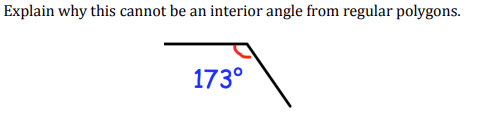 Explain why this cannot be an interior angle from regular polygons.
173°